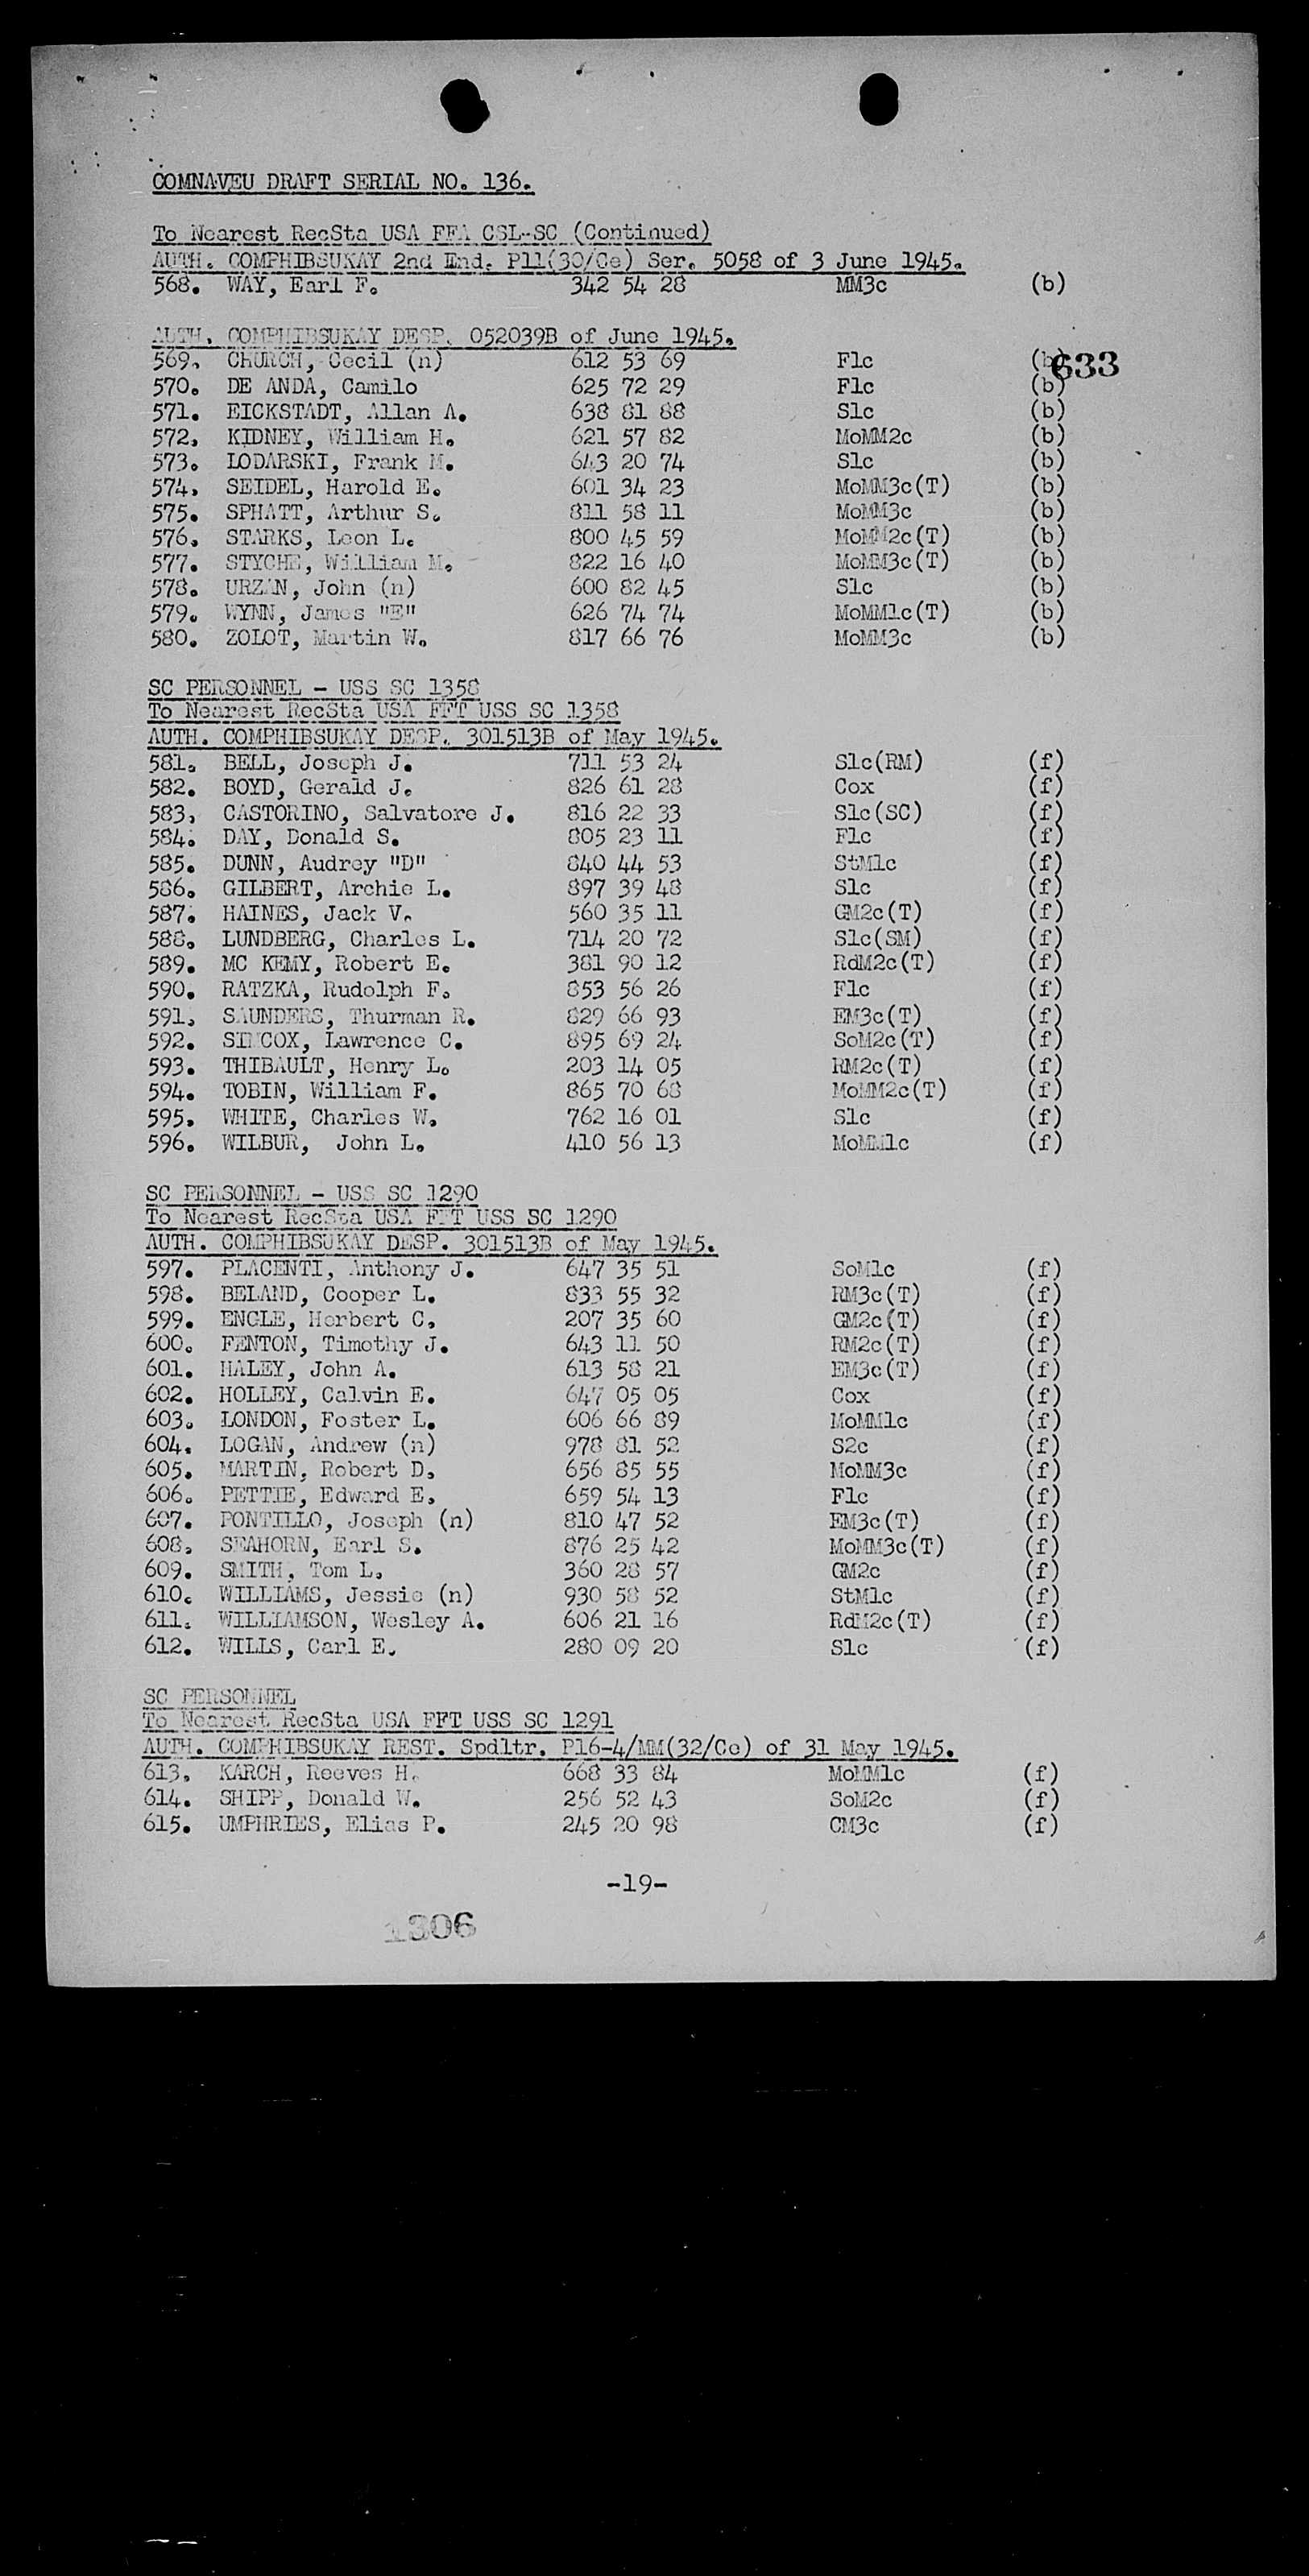 COMNAVEU DRAFT SERIAL NO. 136.
To Nearest RecSta USA FFA CSL-SC (Continued)
AUTH. COMPHIBSUKAY 2nd End. P11(30/Ce) Ser. 5058 of 3 June 1945.
568. WAY, Earl F. 342 54 28 MM3c (b)
AUTH. COMPHIBSUKAY DESP. 052039B of June 1945.
569. CHURCH, Cecil (n) 612 53 69 F1c (b)
633
570. DE ANDA, Camilo 625 72 29 F1c (b)
571. EICKSTADT, Allan A. 638 81 88 S1c (b)
572. KIDNEY, William H. 621 57 82 MoMM2c (b)
573. LODARSKI, Frank M. 643 20 74 S1c (b)
574. SEIDEL, Harold E. 601 34 23 MoMM3c(T) (b)
575. SPHATT, Arthur S. 811 58 11 MoMM3c (b)
576. STARKS, Leon L. 800 45 59 MoMM2c(T) (b)
577. STYCHE, William M. 822 16 40 MoMM3c(T) (b)
578. URZAN, John (n) 600 82 45 S1c (b)
579. WYNN, James "E" 626 74 74 MoMM1c(T) (b)
580. ZOLOT, Martin W. 817 66 76 MoMM3c (b)
SC PERSONNEL - USS SC 1358
To Nearest RecSta USA FFT USS SC 1358
AUTH. COMPHIBSUKAY DESP. 301513B of May 1945.
581. BELL, Joseph J. 711 53 24 S1c(RM) (f)
582. BOYD, Gerald J. 826 61 28 Cox (f)
583. CASTORINO, Salvatore J. 816 22 33 S1c(SC) (f)
584. DAY, Donald S. 805 23 11 F1c (f)
585. DUNN, Audrey "D" 840 44 53 StM1c (f)
586. GILBERT, Archie L. 897 39 48 S1c (f)
587. HAINES, Jack V. 560 35 11 GM2c(T) (f)
588. LUNDBERG, Charles L. 714 20 72 S1c(SM) (f)
589. MC KEMY, Robert E. 381 90 12 RdM2c(T) (f)
590. RATZKA, Rudolph F. 853 56 26 F1c (f)
591. SAUNDERS, Thurman R. 829 66 93 EM3c(T) (f)
592. SIMCOX, Lawrence C. 895 69 24 SoM2c(T) (f)
593. THIBAULT, Henry L. 203 14 05 RM2c(T) (f)
594. TOBIN, William F. 865 70 68 MoMM2c(T) (f)
595. WHITE, Charles W. 762 16 01 S1c (f)
596. WILBUR, John L. 410 56 13 MoMM1c (f)
SC PERSONNEL - USS SC 1290
To Nearest RecSta USA FFT USS SC 1290
AUTH. COMPHIBSUKAY DESP. 301513B of May 1945.
597. PLACENTI, Anthony J. 647 35 51 SoM1c (f)
598. BELAND, Cooper L. 833 55 32 RM3c(T) (f)
599. ENGLE, Herbert C. 207 35 60 GM2c(T) (f)
600. FENTON, Timothy J. 643 11 50 RM2c(T) (f)
601. HALEY, John A. 613 58 21 EM3c(T) (f)
602. HOLLEY, Calvin E. 647 05 05 Cox (f)
603. LONDON, Foster L. 606 66 89 MoMM1c (f)
604. LOGAN, Andrew (n) 978 81 52 S2c (f)
605. MARTIN, Robert D. 656 85 55 MoMM3c (f)
606. PETTIE, Edward E. 659 54 13 F1c (f)
607. PONTILLO, Joseph (n) 810 47 52 EM3c(T) (f)
608. SEAHORN, Earl S. 876 25 42 MoMM3c(T) (f)
609. SMITH, Tom L. 360 28 57 GM2c (f)
610. WILLIAMS, Jessie (n) 930 58 52 StM1c (f)
611. WILLIAMSON, Wesley A. 606 21 16 RdM2c(T) (f)
612. WILLS, Carl E. 280 09 20 S1c (f)
SC PERSONNEL
To Nearest RecSta USA FFT USS SC 1291
AUTH. COMPHIBSUKAY REST. Spdltr. P16-4/MM(32/Ce) of 31 May 1945.
613. KARCH, Reeves H. 668 33 84 MoMM1c (f)
614. SHIPP, Donald W. 256 52 43 SoM2c (f)
615. UMPHRIES, Elias P. 245 20 98 CM3c (f)
-19-
1306